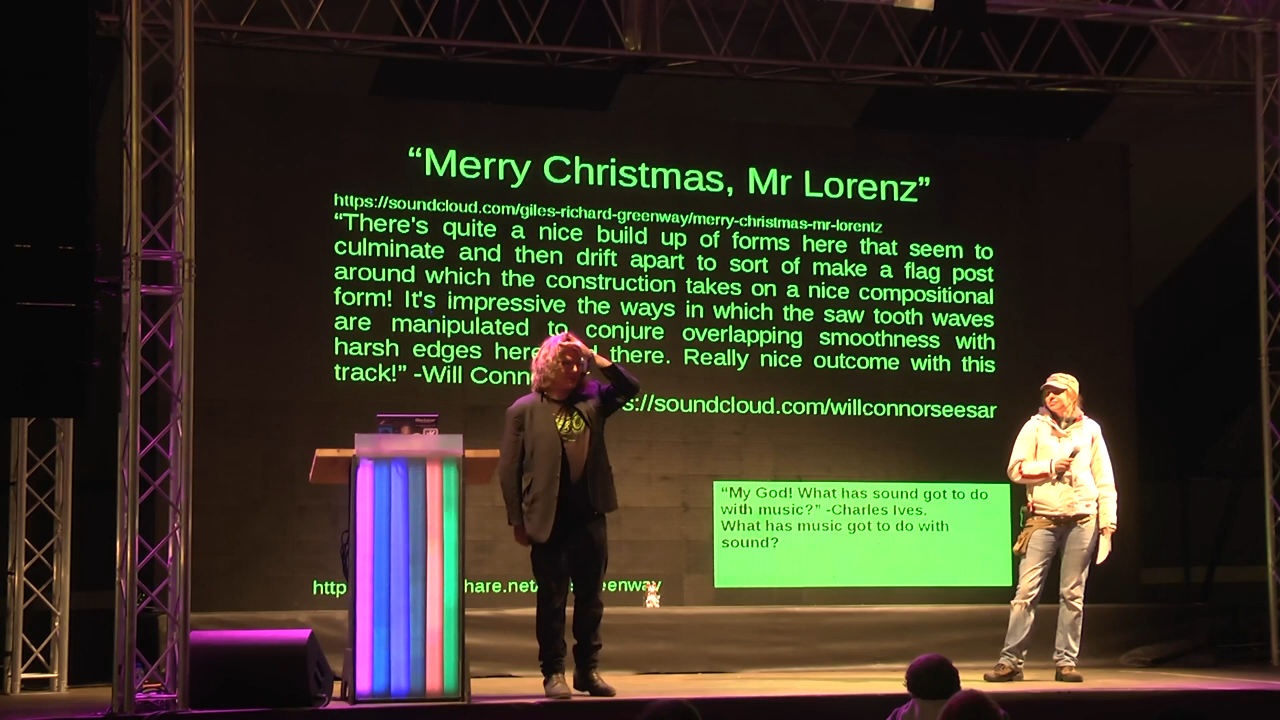 “Merry Christmas, Mr Lorenz”
https://soundcloud.com/giles-richard-greenway/merry-christmas-mr-lorentz
“There's quite a nice build up of forms here that seem to
culminate and then drift apart to sort of make a flag post
around which the construction takes on a nice compositional
form! It's impressive the ways in which the saw tooth waves
are manipulated to conjure overlapping smoothness with
harsh edges here there. Really nice outcome with this
track!” -Will Conn
s://soundcloud.com/willconnorseesar
“My God! What has sound got to do
with music?” -Charles Ives.
What has music got to do with
sound?
http hare.net/ eenway